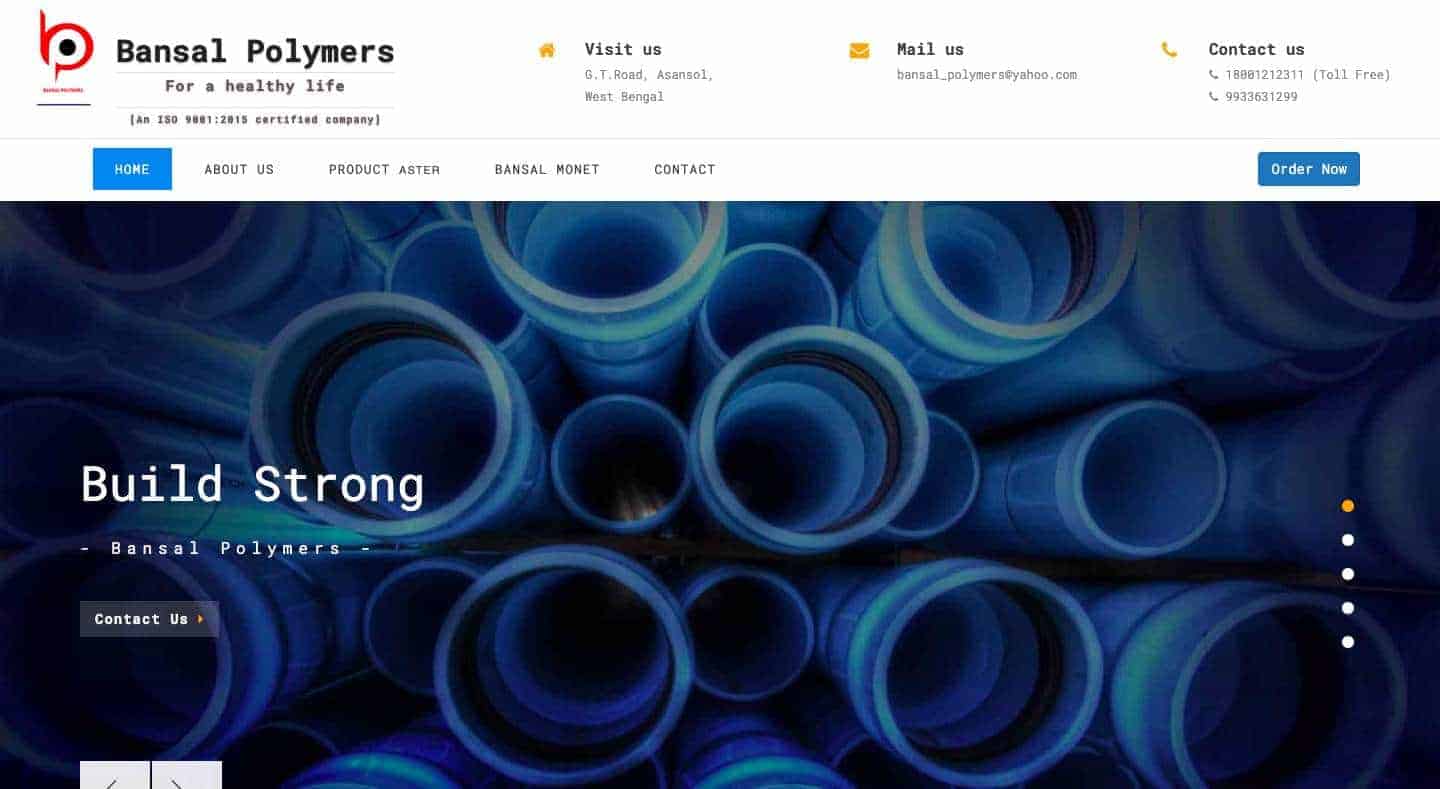 BANSAL POLYMERS
Bansal Polymers
For a healthy life
[An ISO 9001:2015 certified company]
Visit us
G.T.Road, Asansol,
West Bengal
Mail us
bansal_polymers@yahoo.com
Contact us
18001212311 (Toll Free)
9933631299
HOME ABOUT US PRODUCT ASTER BANSAL MONET CONTACT
Order Now
Build Strong
- Bansal Polymers -
Contact Us